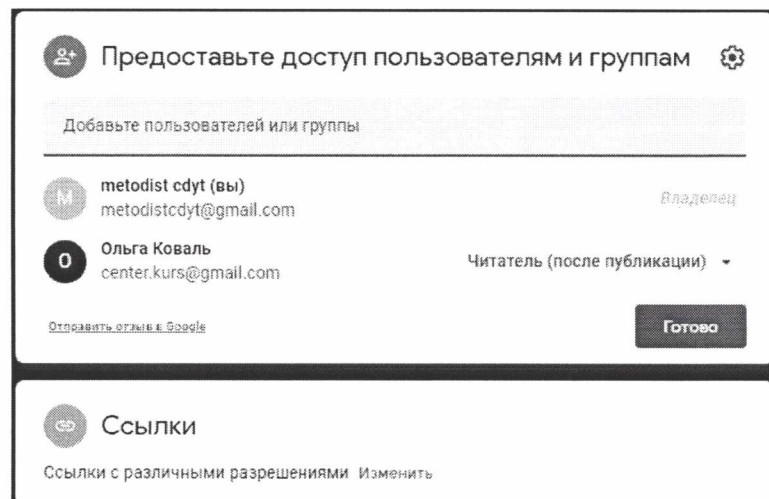 Предоставьте доступ пользователям и группам
Добавьте пользователей или группы
M
metodist cdyt (вы)
Владелец
metodistcdyt@gmail.com
О
Ольга Коваль
Читатель (после публикации)
center.kurs@gmail.com
Отправить отзыв в Google
Готово
Ссылки
Ссылки с различными разрешениями Изменить